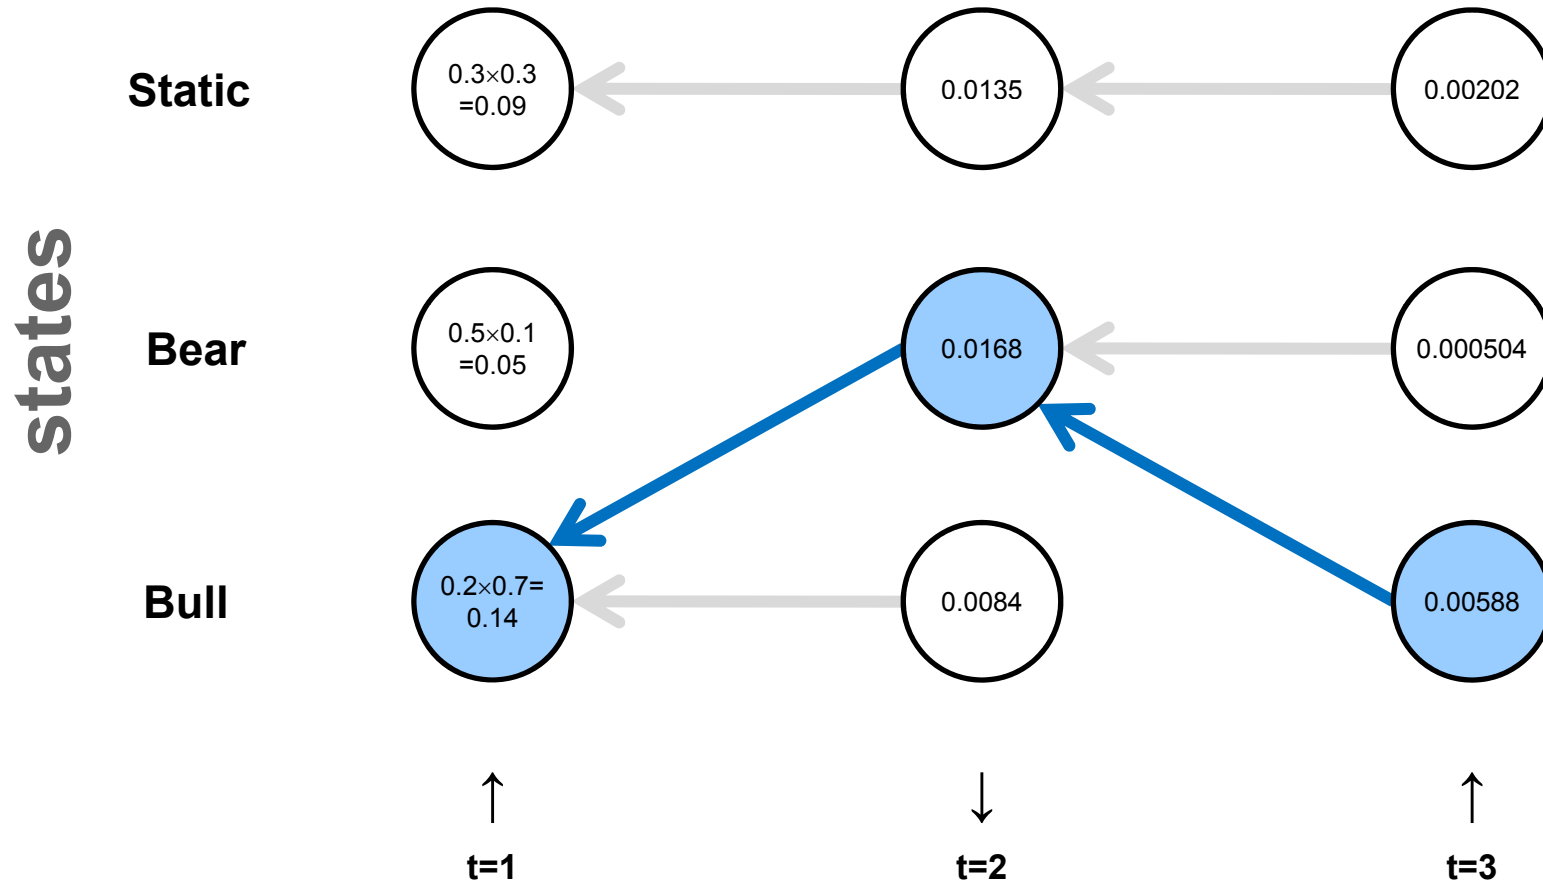 states
Static
0.3×0.3
=0.09
0.0135
0.00202
Bear
0.5×0.1
=0.05
0.0168
0.000504
Bull
0.2×0.7=
0.14
0.0084
0.00588
↑ ↓ ↑
t=1 t=2 t=3